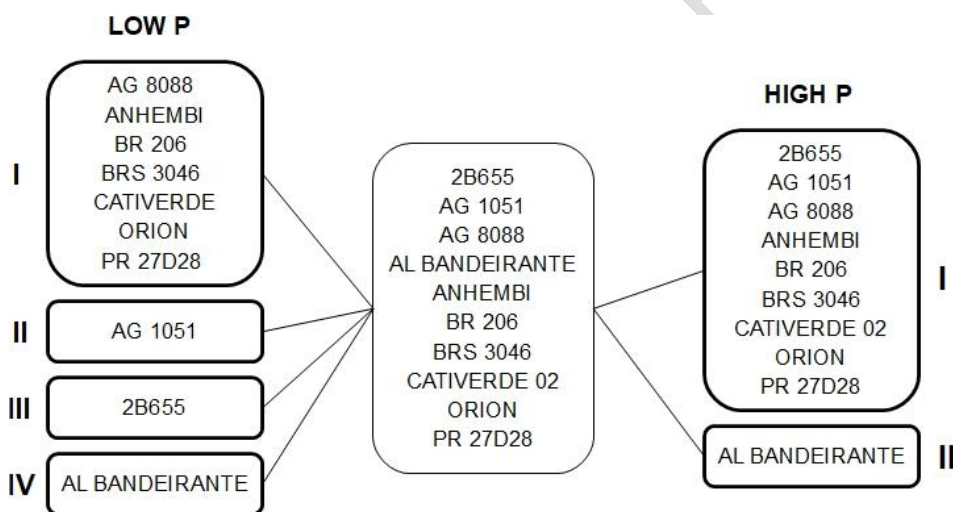 LOW P
I
AG 8088
ANHEMBI
BR 206
BRS 3046
CATIVERDE
ORION
PR 27D28
II
AG 1051
III
2B655
IV
AL BANDEIRANTE
2B655
AG 1051
AG 8088
AL BANDEIRANTE
ANHEMBI
BR 206
BRS 3046
CATIVERDE 02
ORION
PR 27D28
HIGH P
2B655
AG 1051
AG 8088
ANHEMBI
BR 206
BRS 3046
CATIVERDE 02
ORION
PR 27D28
I
AL BANDEIRANTE
II